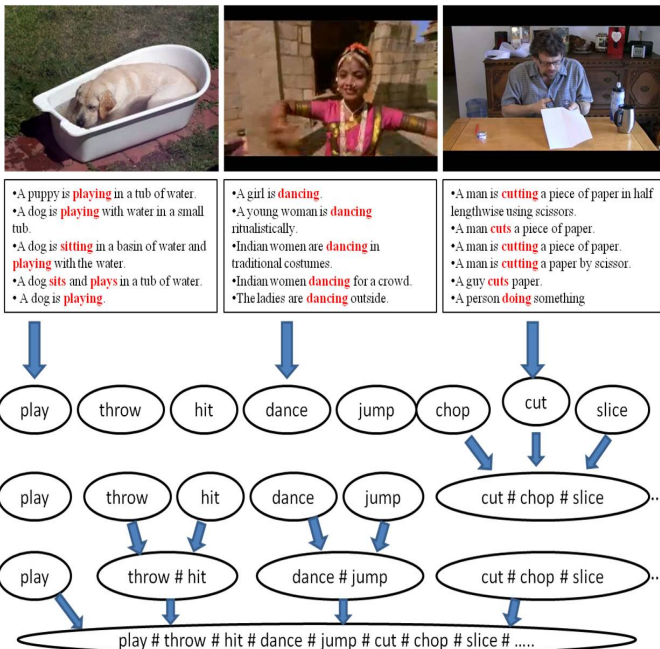 •A puppy is playing in a tub of water.
•A dog is playing with water in a small
tub.
•A dog is sitting in a basin of water and
playing with the water.
•A dog sits and plays in a tub of water.
• A dog is playing.
•A girl is dancing.
•A young woman is dancing
ritualistically.
•Indian women are dancing in
traditional costumes.
•Indian women dancing for a crowd.
•The ladies are dancing outside.
•A man is cutting a piece of paper in half
lengthwise using scissors.
•A man cuts a piece of paper.
•A man is cutting a piece of paper.
•A man is cutting a paper by scissor.
•A guy cuts paper.
•A person doing something
play throw hit dance jump chop cut slice
play throw hit dance jump cut # chop # slice ...
play throw # hit dance # jump cut # chop # slice ...
play # throw # hit # dance # jump # cut # chop # slice # .....